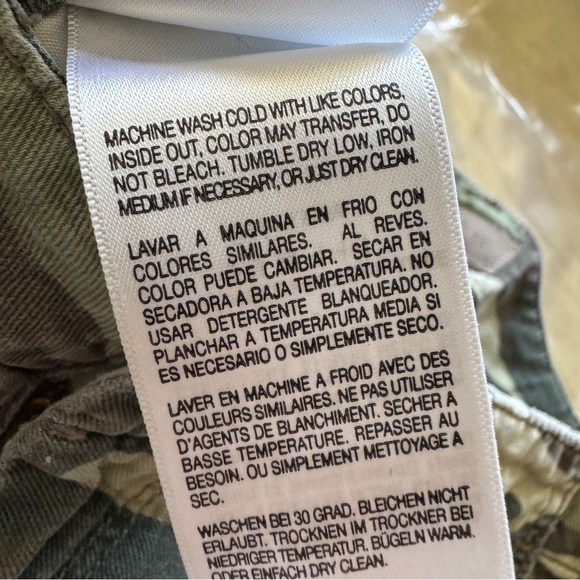 MACHINE WASH COLD WITH LIKE COLORS,
INSIDE OUT, COLOR MAY TRANSFER, DO
NOT BLEACH. TUMBLE DRY LOW, IRON
MEDIUM IF NECESSARY, OR JUST DRY CLEAN.
LAVAR A MAQUINA EN FRIO CON
COLORES SIMILARES. AL REVES.
COLOR PUEDE CAMBIAR. SECAR EN
SECADORA A BAJA TEMPERATURA. NO
USAR DETERGENTE BLANQUEADOR.
PLANCHAR A TEMPERATURA MEDIA SI
ES NECESARIO O SIMPLEMENTE SECO.
LAVER EN MACHINE A FROID AVEC DES
COULEURS SIMILAIRES. NE PAS UTILISER
D'AGENTS DE BLANCHIMENT. SECHER A
BASSE TEMPERATURE. REPASSER AU
BESOIN. OU SIMPLEMENT METTOYAGE A
SEC.
WASCHEN BEI 30 GRAD. BLEICHEN NICHT
ERLAUBT. TROCKNEN IM TROCKNER BEI
NIEDRIGER TEMPERATUR. BÜGELN WARM.
ODER EINFACH DRY CLEAN.